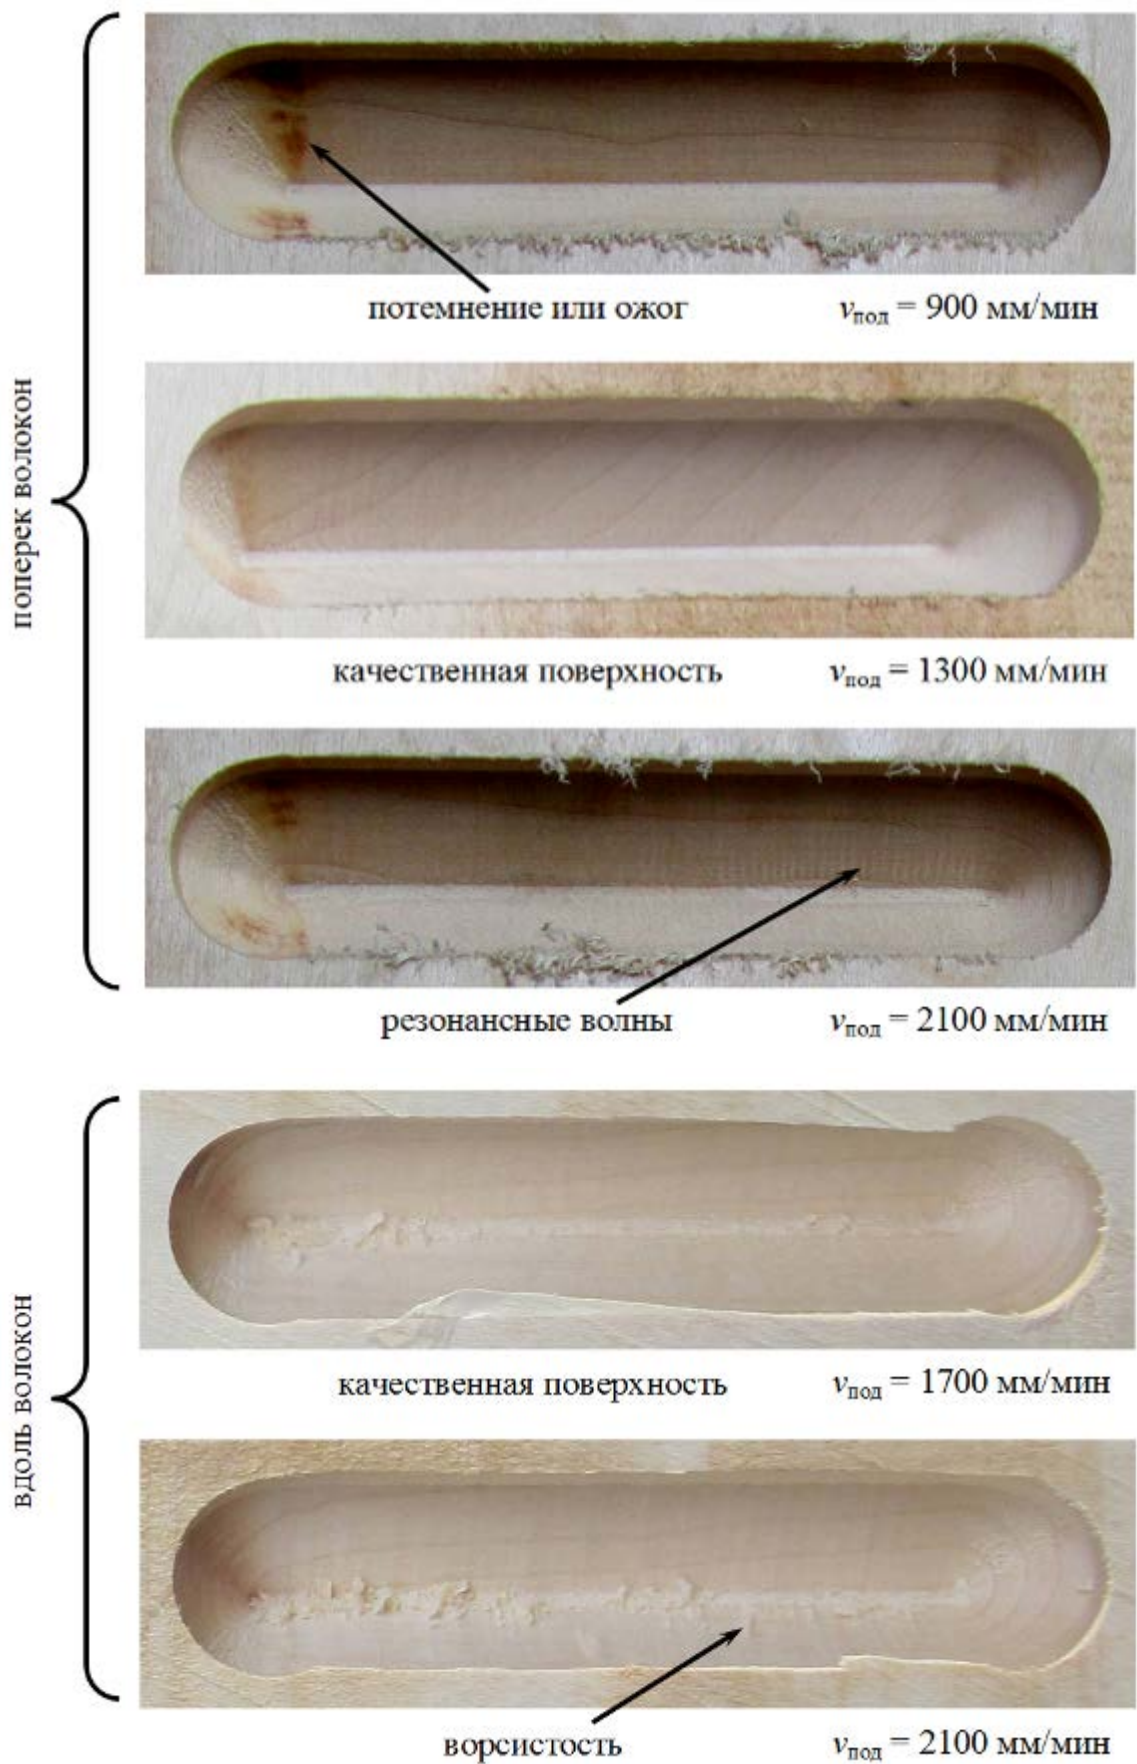 поперек волокон
потемнение или ожог vпод = 900 мм/мин
качественная поверхность vпод = 1300 мм/мин
резонансные волны vпод = 2100 мм/мин
вдоль волокон
качественная поверхность vпод = 1700 мм/мин
ворсистость vпод = 2100 мм/мин